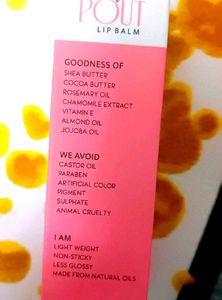 POUT
LIP BALM
GOODNESS OF
SHEA BUTTER
COCOA BUTTER
ROSEMARY OIL
CHAMOMILE EXTRACT
VITAMIN E
ALMOND OIL
JOJOBA OIL
WE AVOID
CASTOR OIL
PARABEN
ARTIFICIAL COLOR
PIGMENT
SULPHATE
ANIMAL CRUELTY
I AM
LIGHT WEIGHT
NON-STICKY
LESS GLOSSY
MADE FROM NATURAL OILS